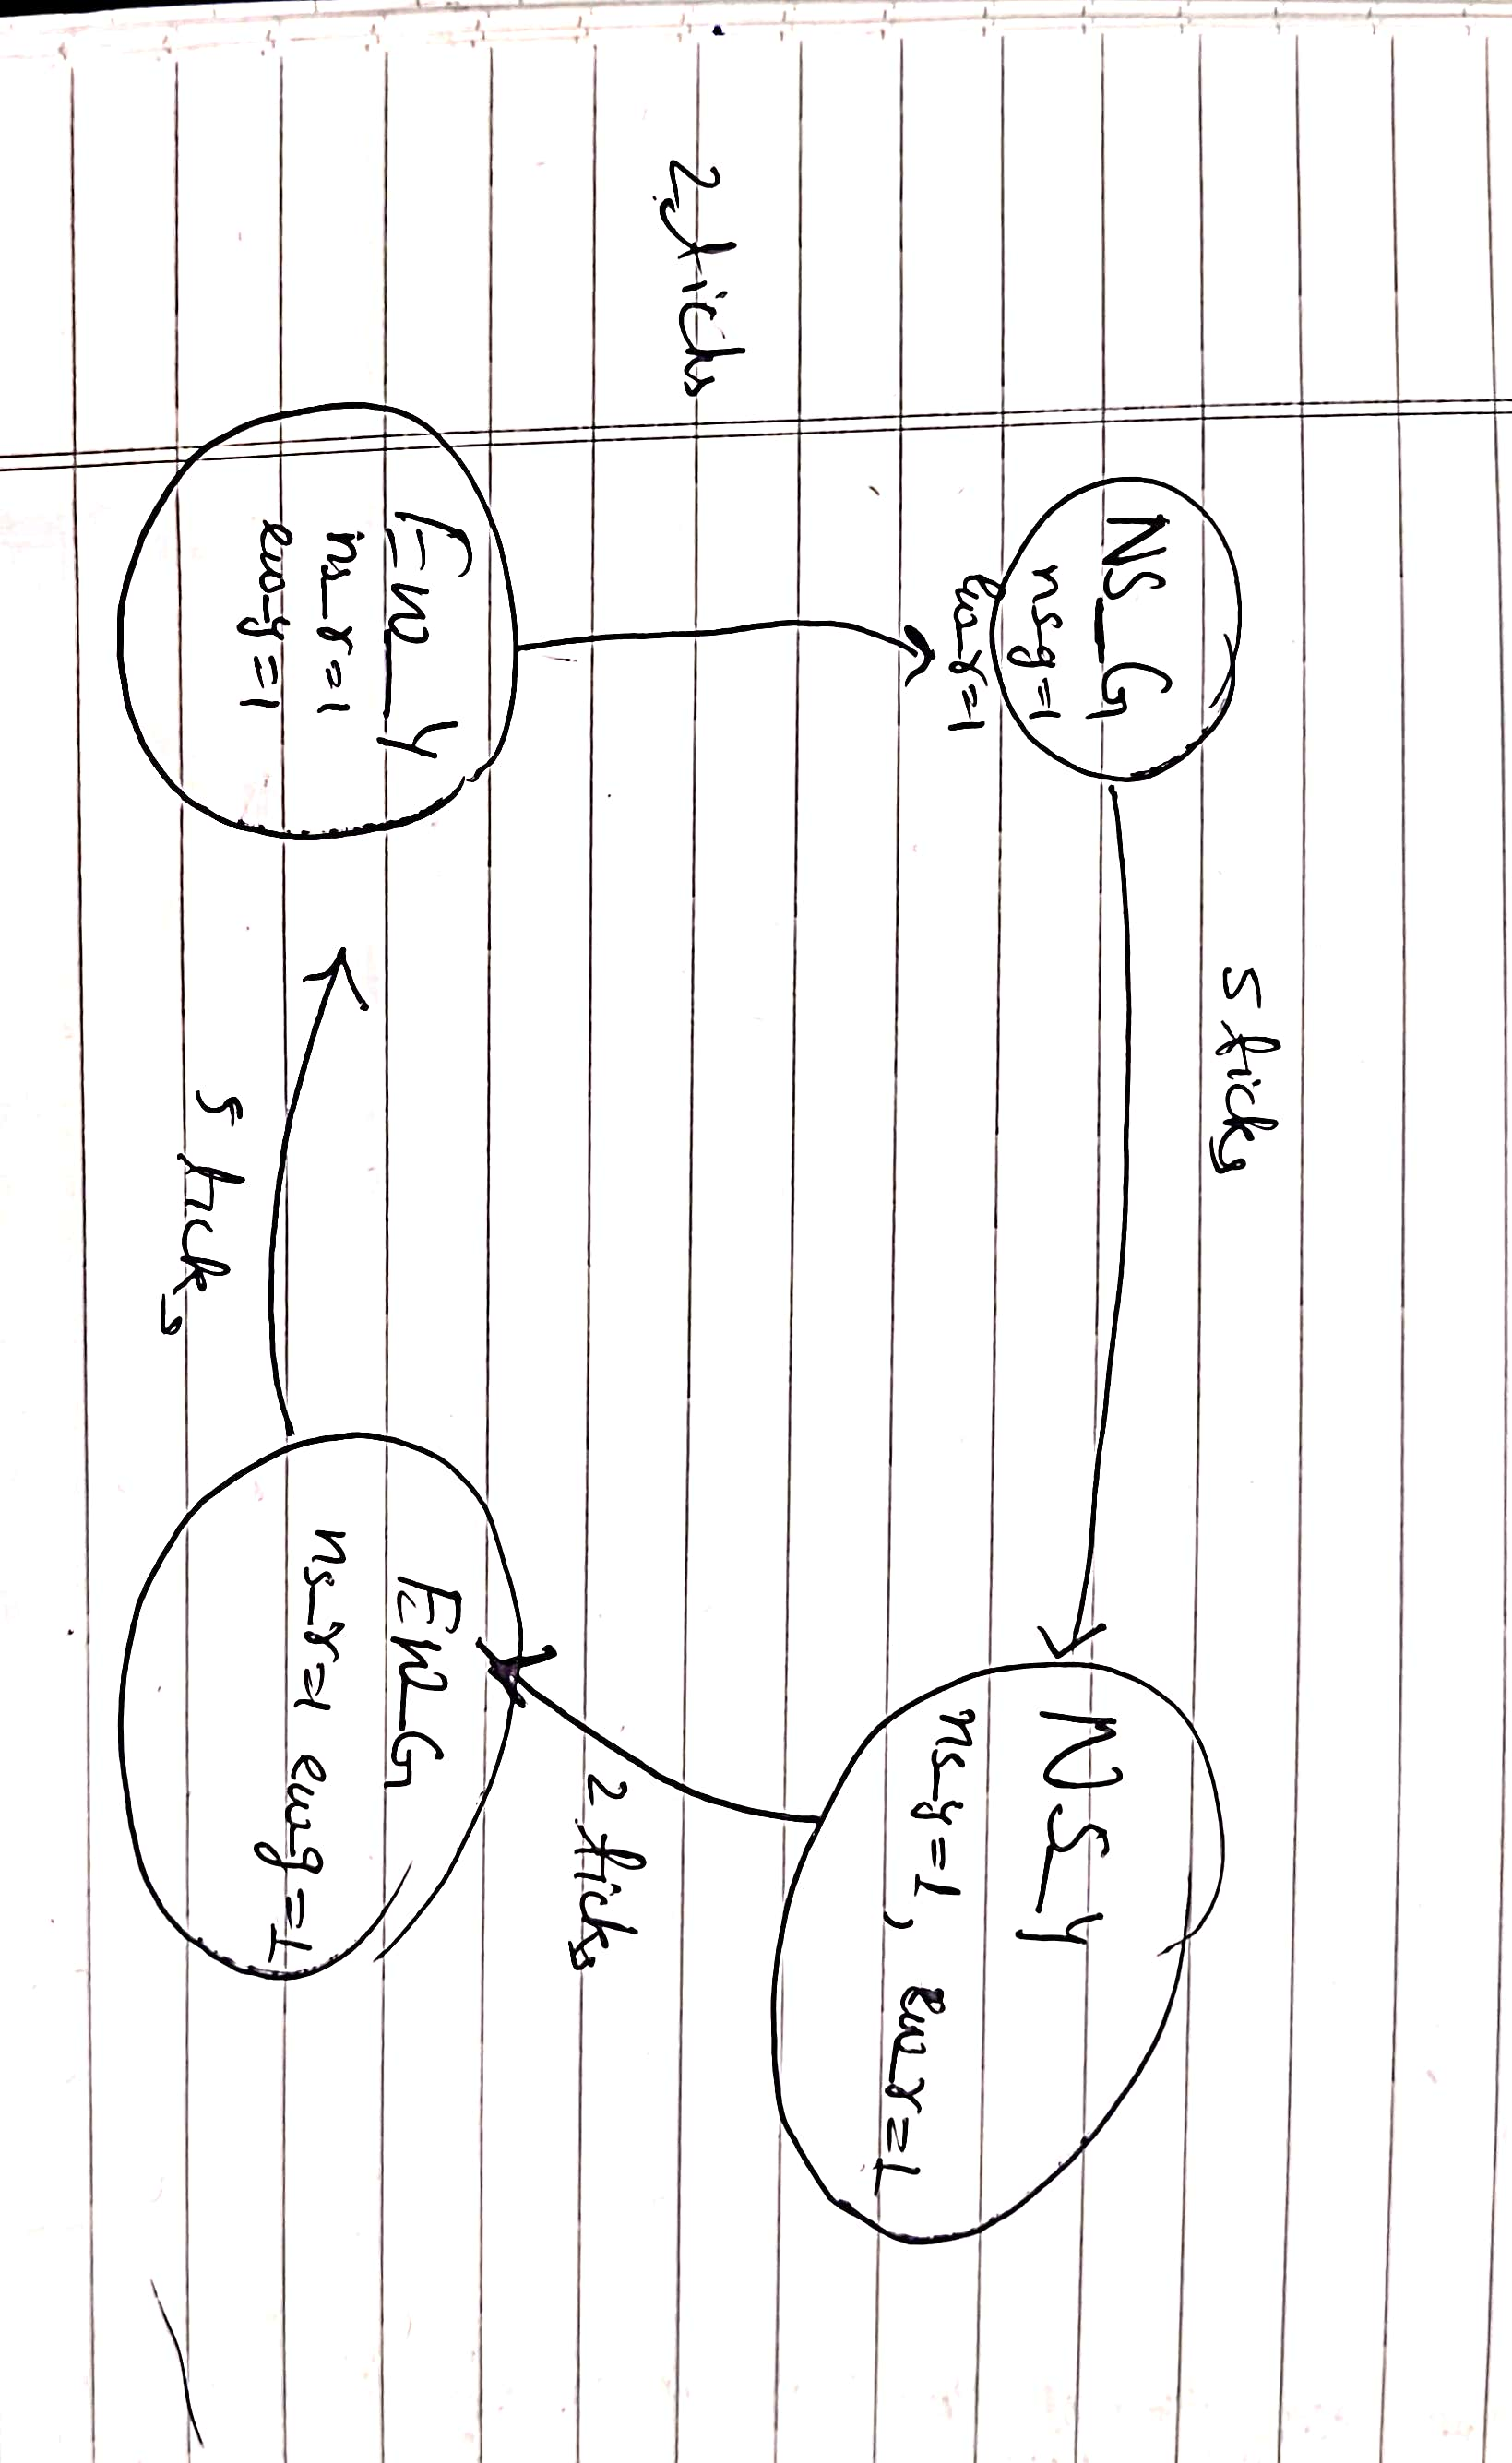 5 ticks
NS_G
ns_g=1
ew_r=1
NS_Y
ns_y=1, ew_r=1
2 ticks
2 ticks
EW_Y
ns_r=1
ew_y=1
EW_G
ns_r=1 ew_g=1
5 ticks